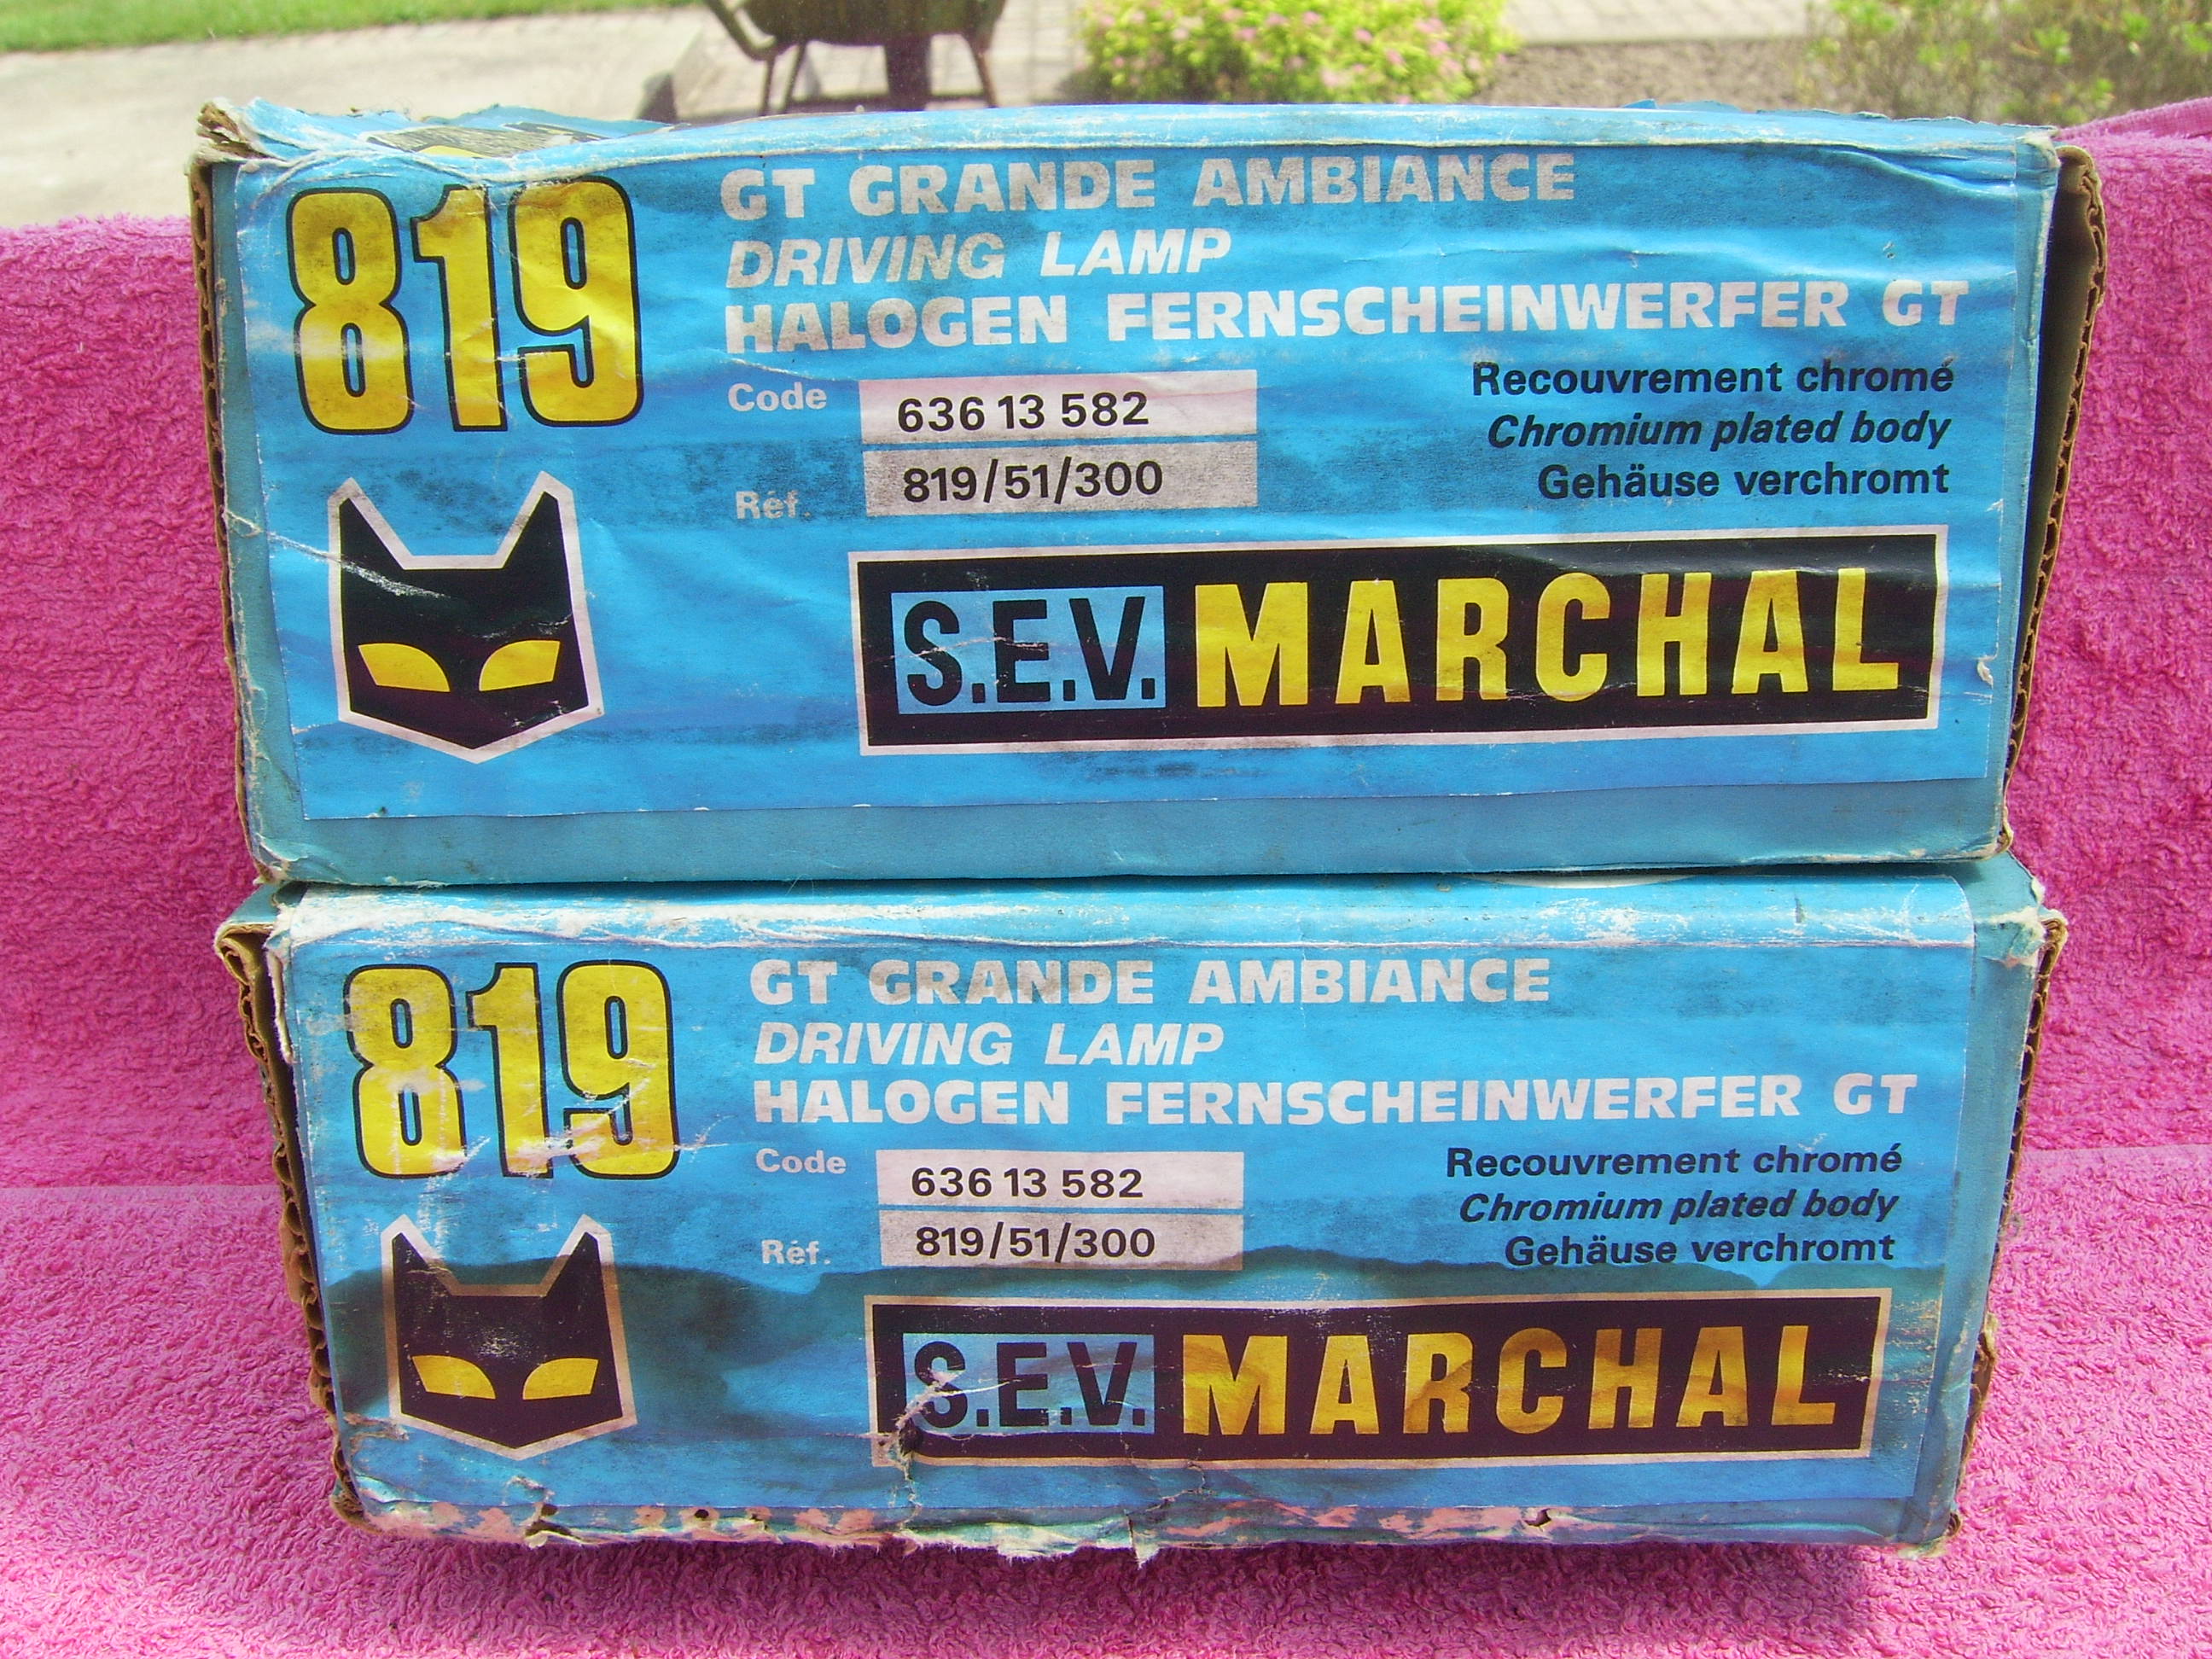 819
GT GRANDE AMBIANCE
DRIVING LAMP
HALOGEN FERNSCHEINWERFER GT
Code 636 13 582
Réf. 819/51/300
Recouvrement chromé
Chromium plated body
Gehäuse verchromt
S.E.V. MARCHAL
819
GT GRANDE AMBIANCE
DRIVING LAMP
HALOGEN FERNSCHEINWERFER GT
Code 636 13 582
Réf. 819/51/300
Recouvrement chromé
Chromium plated body
Gehäuse verchromt
S.E.V. MARCHAL